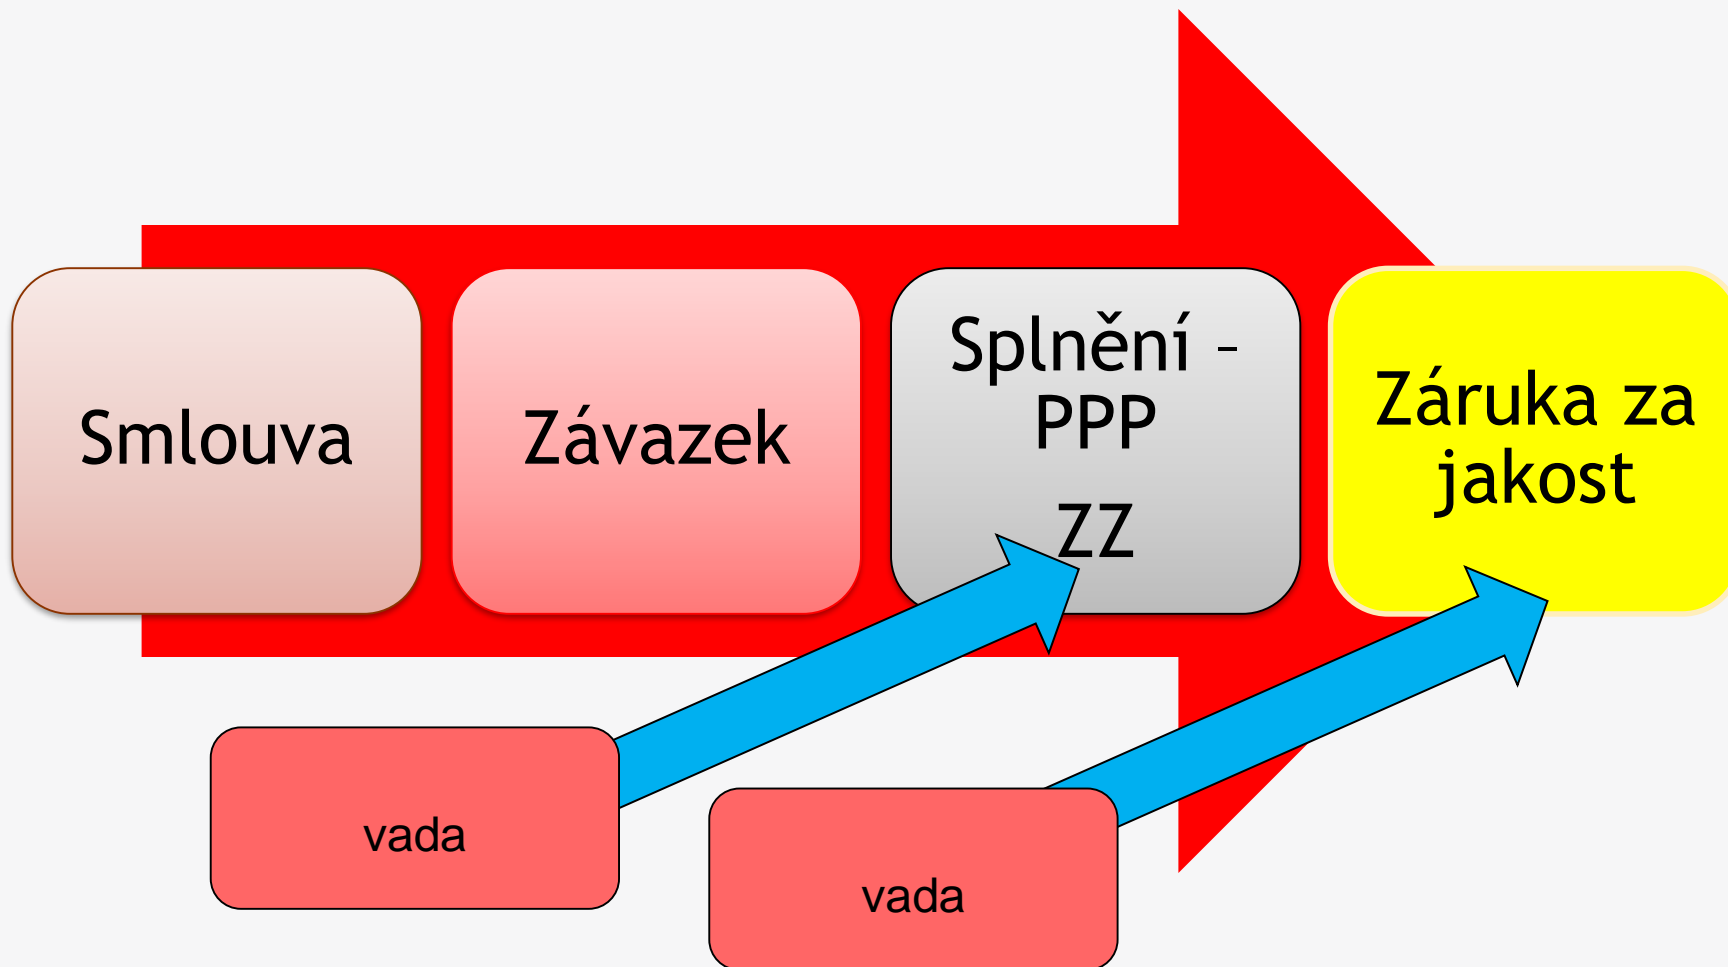 Smlouva
Závazek
Splnění –
PPP
ZZ
Záruka za
jakost
vada
vada